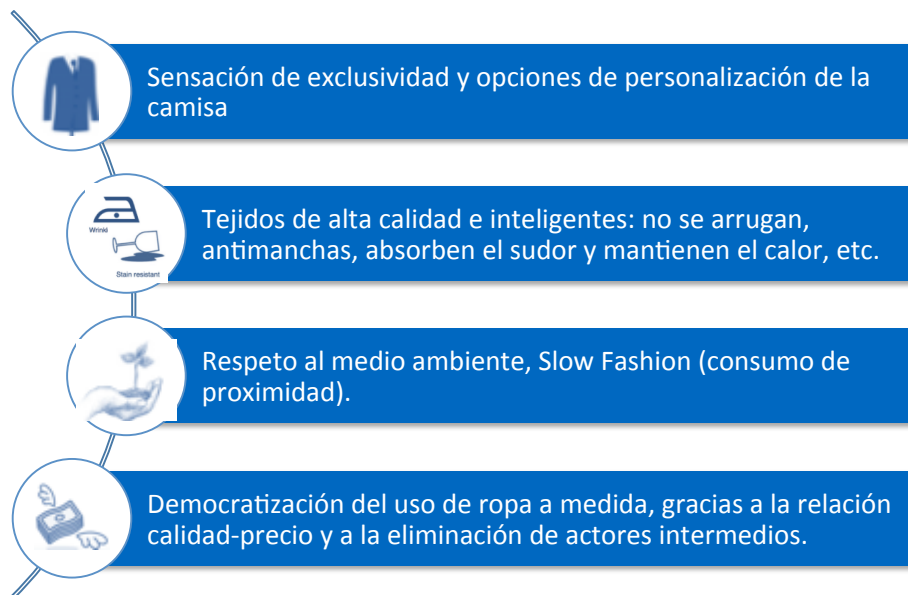 Sensación de exclusividad y opciones de personalización de la
camisa
Tejidos de alta calidad e inteligentes: no se arrugan,
antimanchas, absorben el sudor y mantienen el calor, etc.
Wrinkl
Stain resistant
Respeto al medio ambiente, Slow Fashion (consumo de
proximidad).
Democratización del uso de ropa a medida, gracias a la relación
calidad-precio y a la eliminación de actores intermedios.